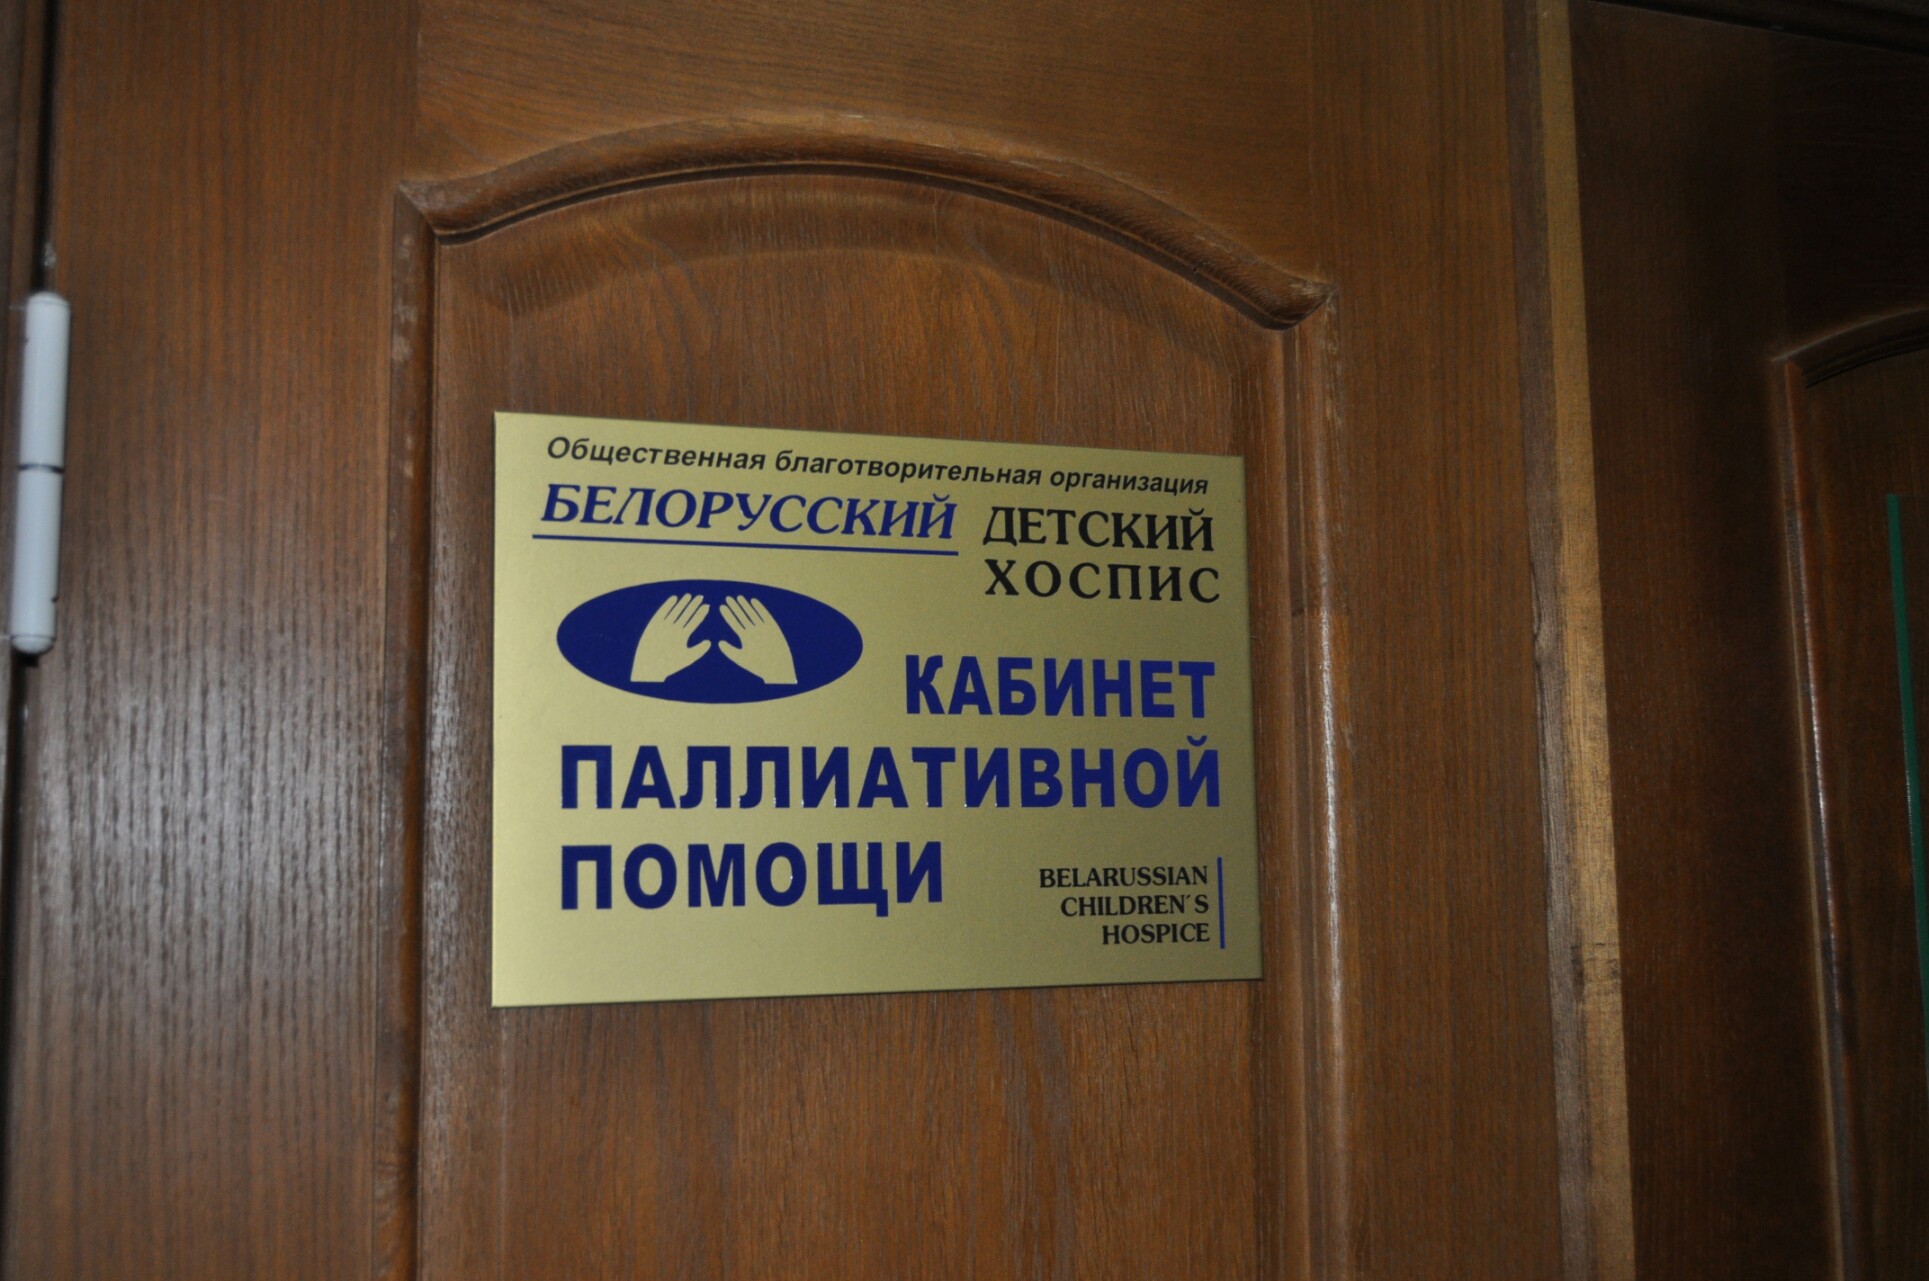 Общественная благотворительная организация
БЕЛОРУССКИЙ ДЕТСКИЙ
ХОСПИС
КАБИНЕТ
ПАЛЛИАТИВНОЙ
ПОМОЩИ
BELARUSSIAN
CHILDREN´S
HOSPICE